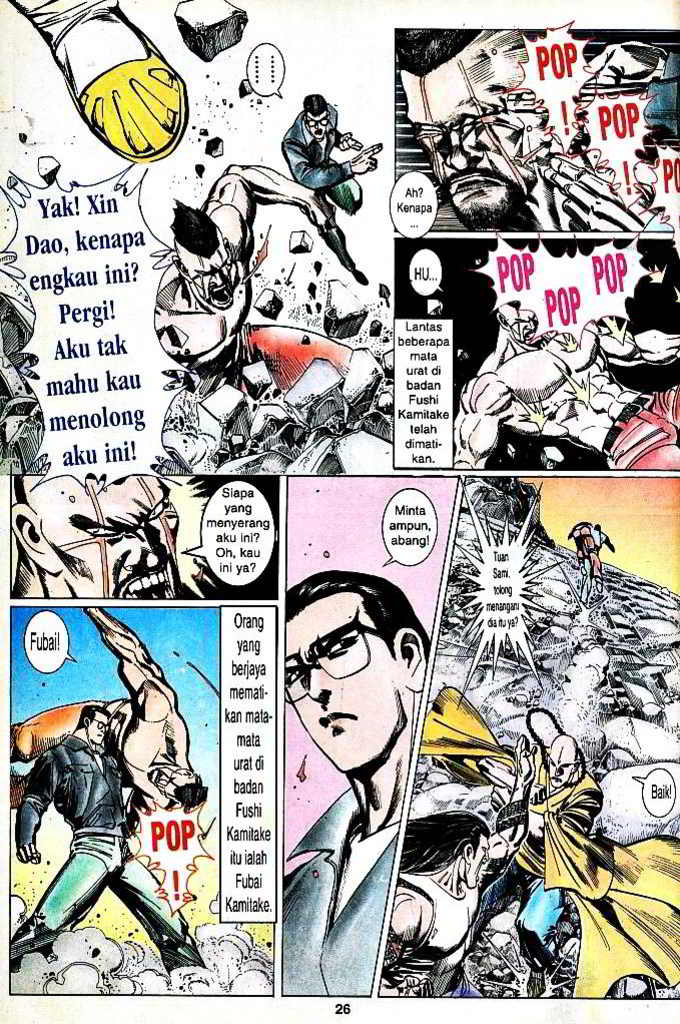 . . . . .
Yak! Xin
Dao, kenapa
engkau ini?
Pergi!
Aku tak
mahu kau
menolong
aku ini!
POP
!
POP
!
POP
Ah?
Kenapa
...
HU...
POP
POP
POP
Lantas
beberapa
mata
urat di
badan
Fushi
Kamitake
telah
dimati-
kan.
Siapa
yang
menyerang
aku ini?
Oh, kau
ini ya?
Fubai!
POP
!
Orang
yang
berjaya
memati-
kan mata-
mata
urat di
badan
Fushi
Kamitake
itu ialah
Fubai
Kamitake.
Minta
ampun,
abang!
Tuan
Sami,
tolong
menangani
dia itu ya?
Baik!
26